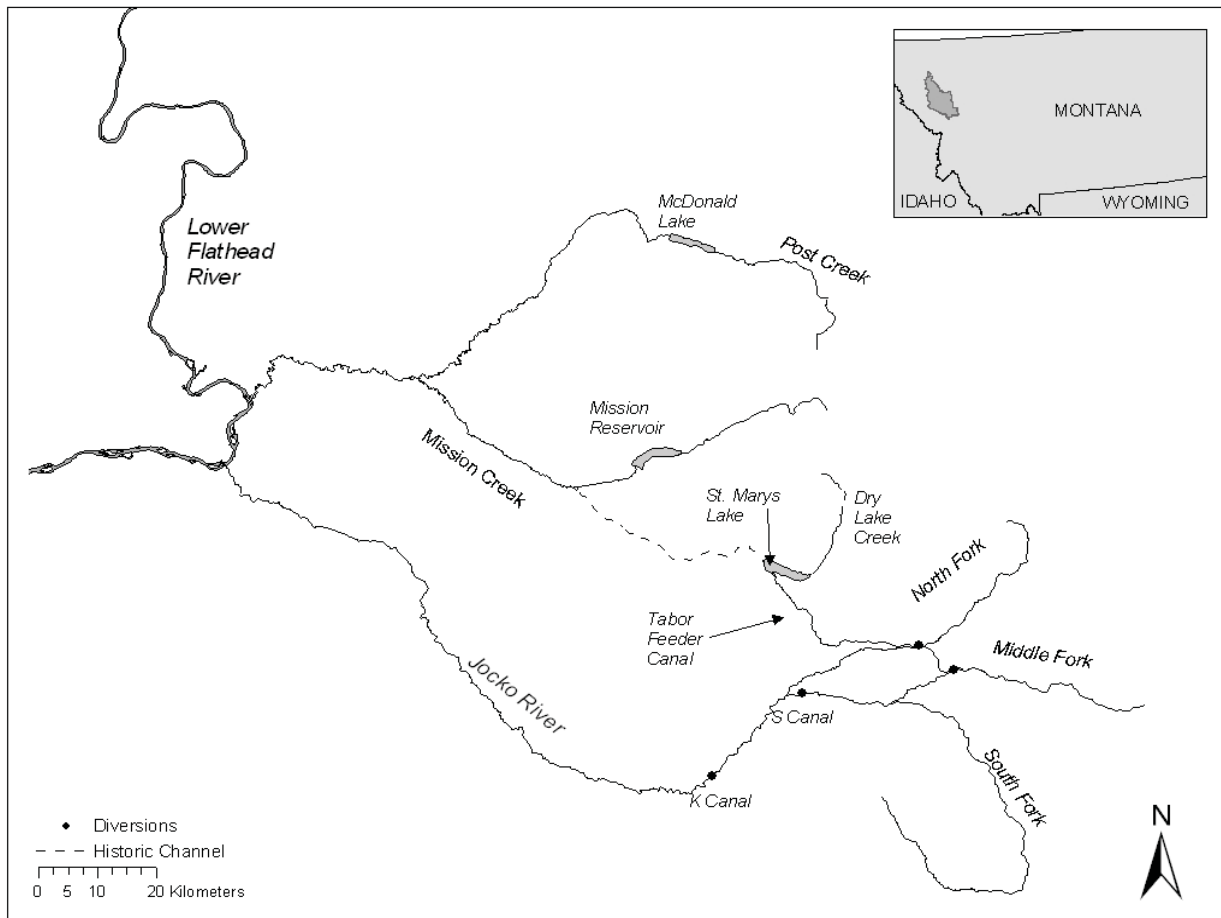 MONTANA
IDAHO
WYOMING
McDonald
Lake
Post Creek
Lower
Flathead
River
Mission
Reservoir
Mission Creek
St. Marys
Lake
Dry
Lake
Creek
North Fork
Tabor
Feeder
Canal
Middle Fork
Jocko River
S Canal
South Fork
K Canal
N
Diversions
Historic Channel
0 5 10 20 Kilometers